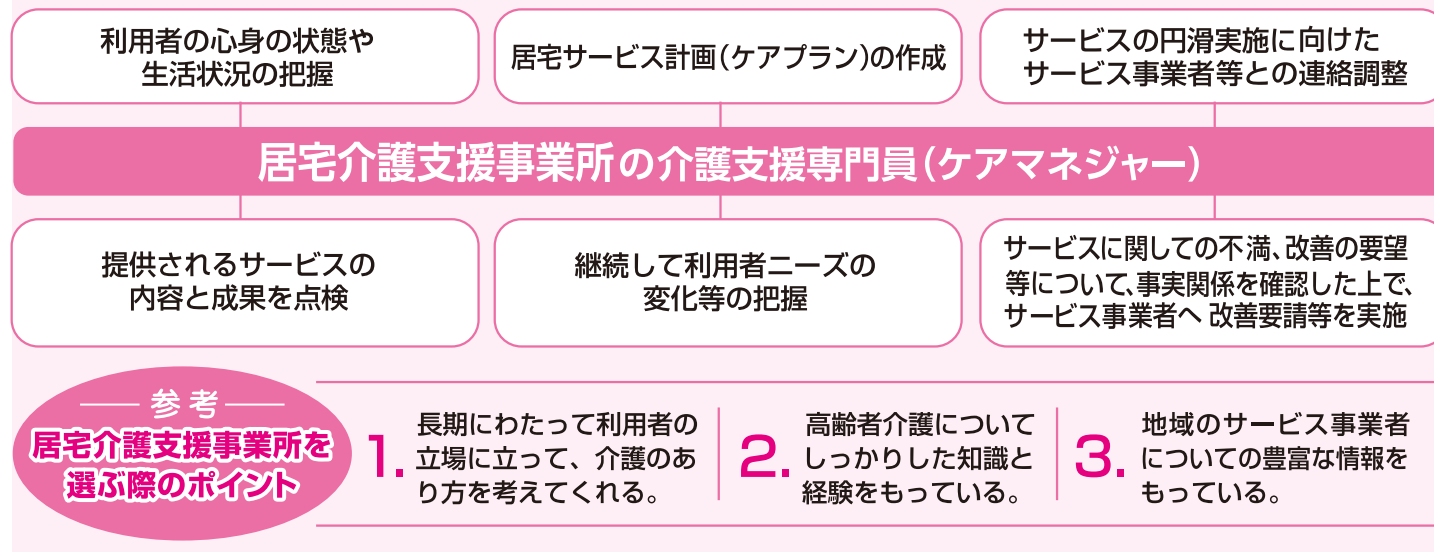 利用者の心身の状態や
生活状況の把握
居宅サービス計画(ケアプラン)の作成
サービスの円滑実施に向けた
サービス事業者等との連絡調整
居宅介護支援事業所の介護支援専門員(ケアマネジャー)
提供されるサービスの
内容と成果を点検
継続して利用者ニーズの
変化等の把握
サービスに関しての不満、改善の要望
等について、事実関係を確認した上で、
サービス事業者へ 改善要請等を実施
参考
居宅介護支援事業所を
選ぶ際のポイント
1.
長期にわたって利用者の
立場に立って、介護のあ
り方を考えてくれる。
2.
高齢者介護について
しっかりした知識と
経験をもっている。
3.
地域のサービス事業者
についての豊富な情報を
もっている。